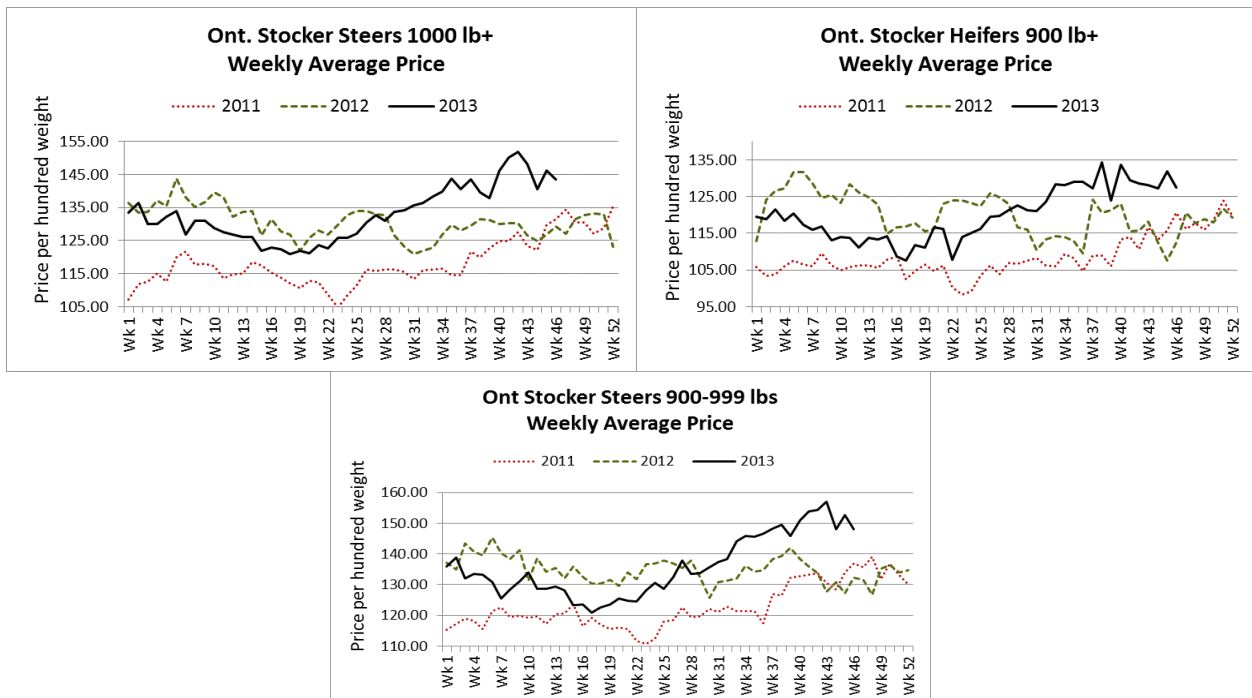 Ont. Stocker Steers 1000 lb+
Weekly Average Price
2011 2012 2013
Price per hundred weight
155.00
145.00
135.00
125.00
115.00
105.00
Wk 1
Wk 4
Wk 7
Wk 10
Wk 13
Wk 16
Wk 19
Wk 22
Wk 25
Wk 28
Wk 31
Wk 34
Wk 37
Wk 40
Wk 43
Wk 46
Wk 49
Wk 52
Ont. Stocker Heifers 900 lb+
Weekly Average Price
2011 2012 2013
Price per hundred weight
135.00
125.00
115.00
105.00
95.00
Wk 1
Wk 4
Wk 7
Wk 10
Wk 13
Wk 16
Wk 19
Wk 22
Wk 25
Wk 28
Wk 31
Wk 34
Wk 37
Wk 40
Wk 43
Wk 46
Wk 49
Wk 52
Ont Stocker Steers 900-999 lbs
Weekly Average Price
2011 2012 2013
Price per hundred weight
160.00
150.00
140.00
130.00
120.00
110.00
Wk 1
Wk 4
Wk 7
Wk 10
Wk 13
Wk 16
Wk 19
Wk 22
Wk 25
Wk 28
Wk 31
Wk 34
Wk 37
Wk 40
Wk 43
Wk 46
Wk 49
Wk 52